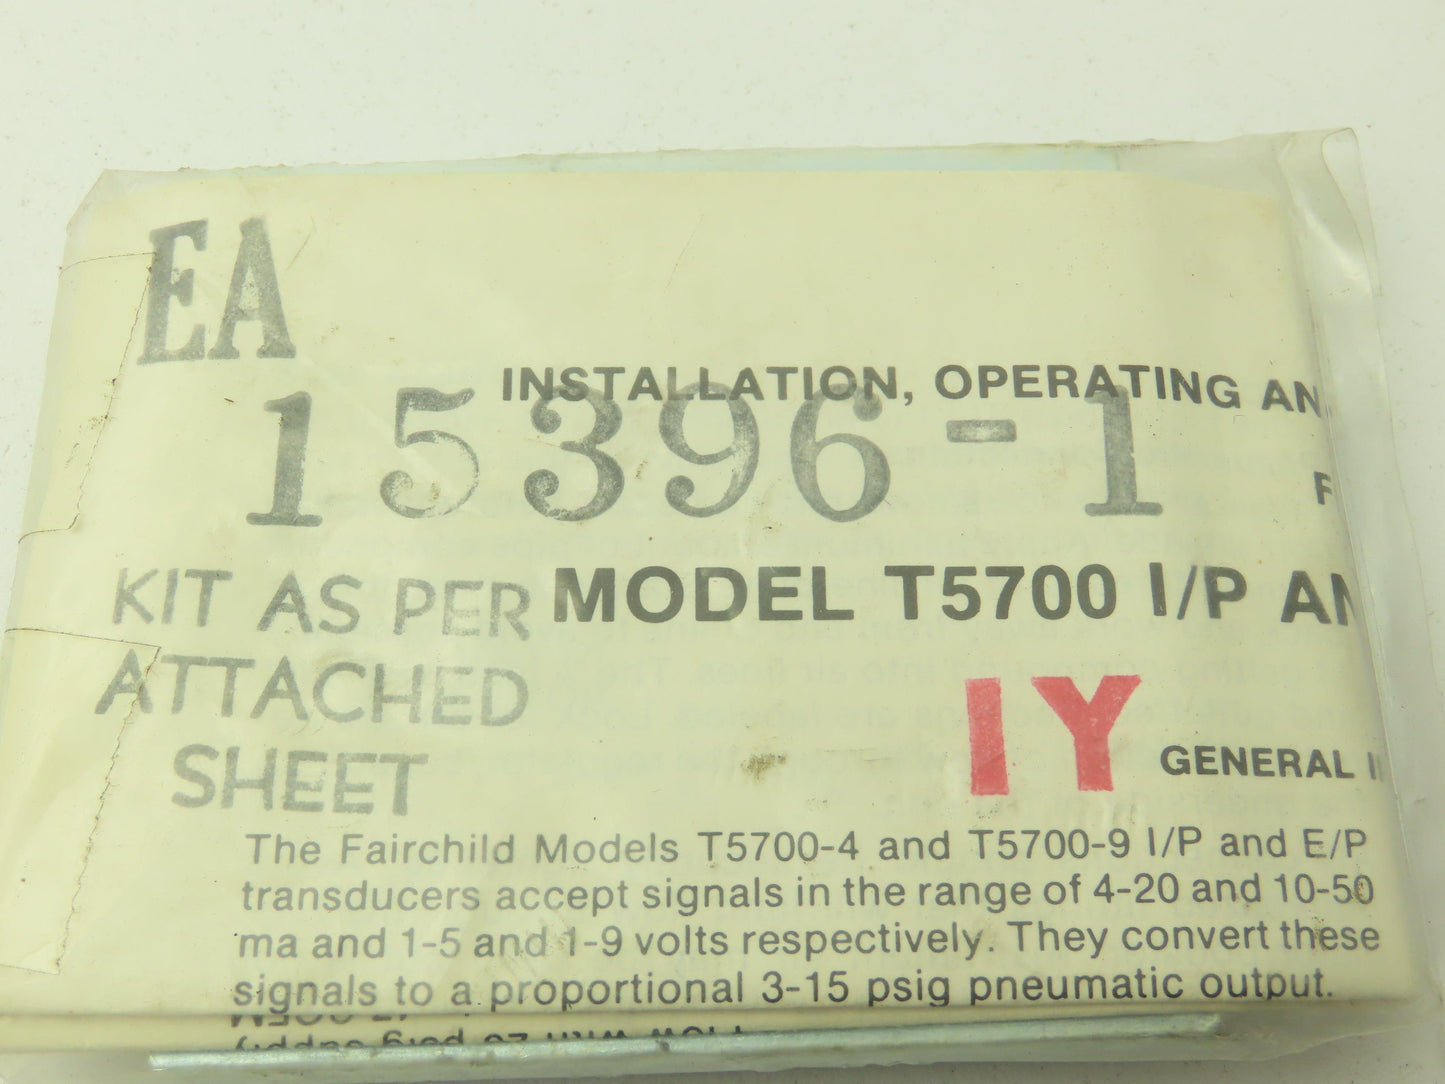 EA
INSTALLATION, OPERATING AN
15396-1
F
KIT AS PER
MODEL T5700 I/P AN
ATTACHED
1Y
SHEET
GENERAL I
The Fairchild Models T5700-4 and T5700-9 I/P and E/P
transducers accept signals in the range of 4-20 and 10-50
ma and 1-5 and 1-9 volts respectively. They convert these
signals to a proportional 3-15 psig pneumatic output.